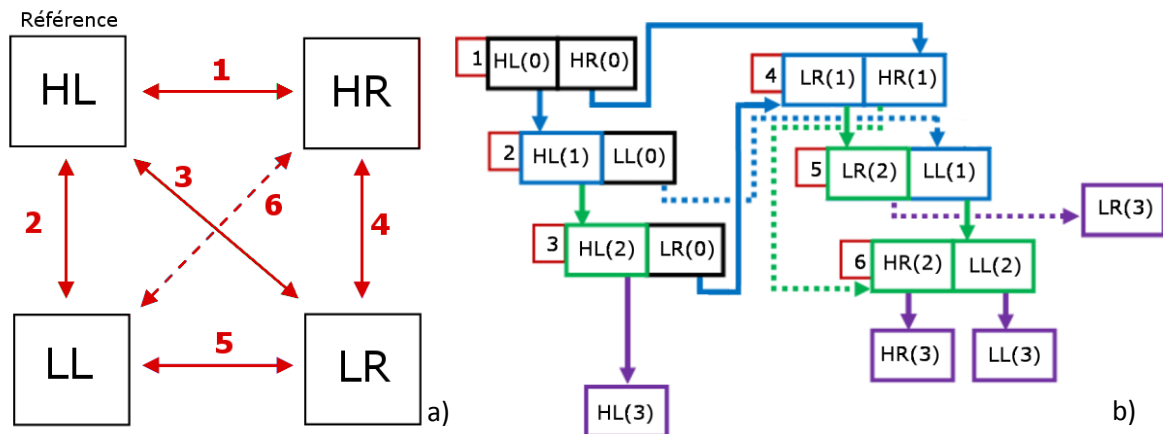 Référence
HL
1
HR
2
3
6
4
LL
5
LR
a)
1
HL(0)
HR(0)
4
LR(1)
HR(1)
2
HL(1)
LL(0)
5
LR(2)
LL(1)
LR(3)
3
HL(2)
LR(0)
6
HR(2)
LL(2)
HR(3)
LL(3)
HL(3)
b)